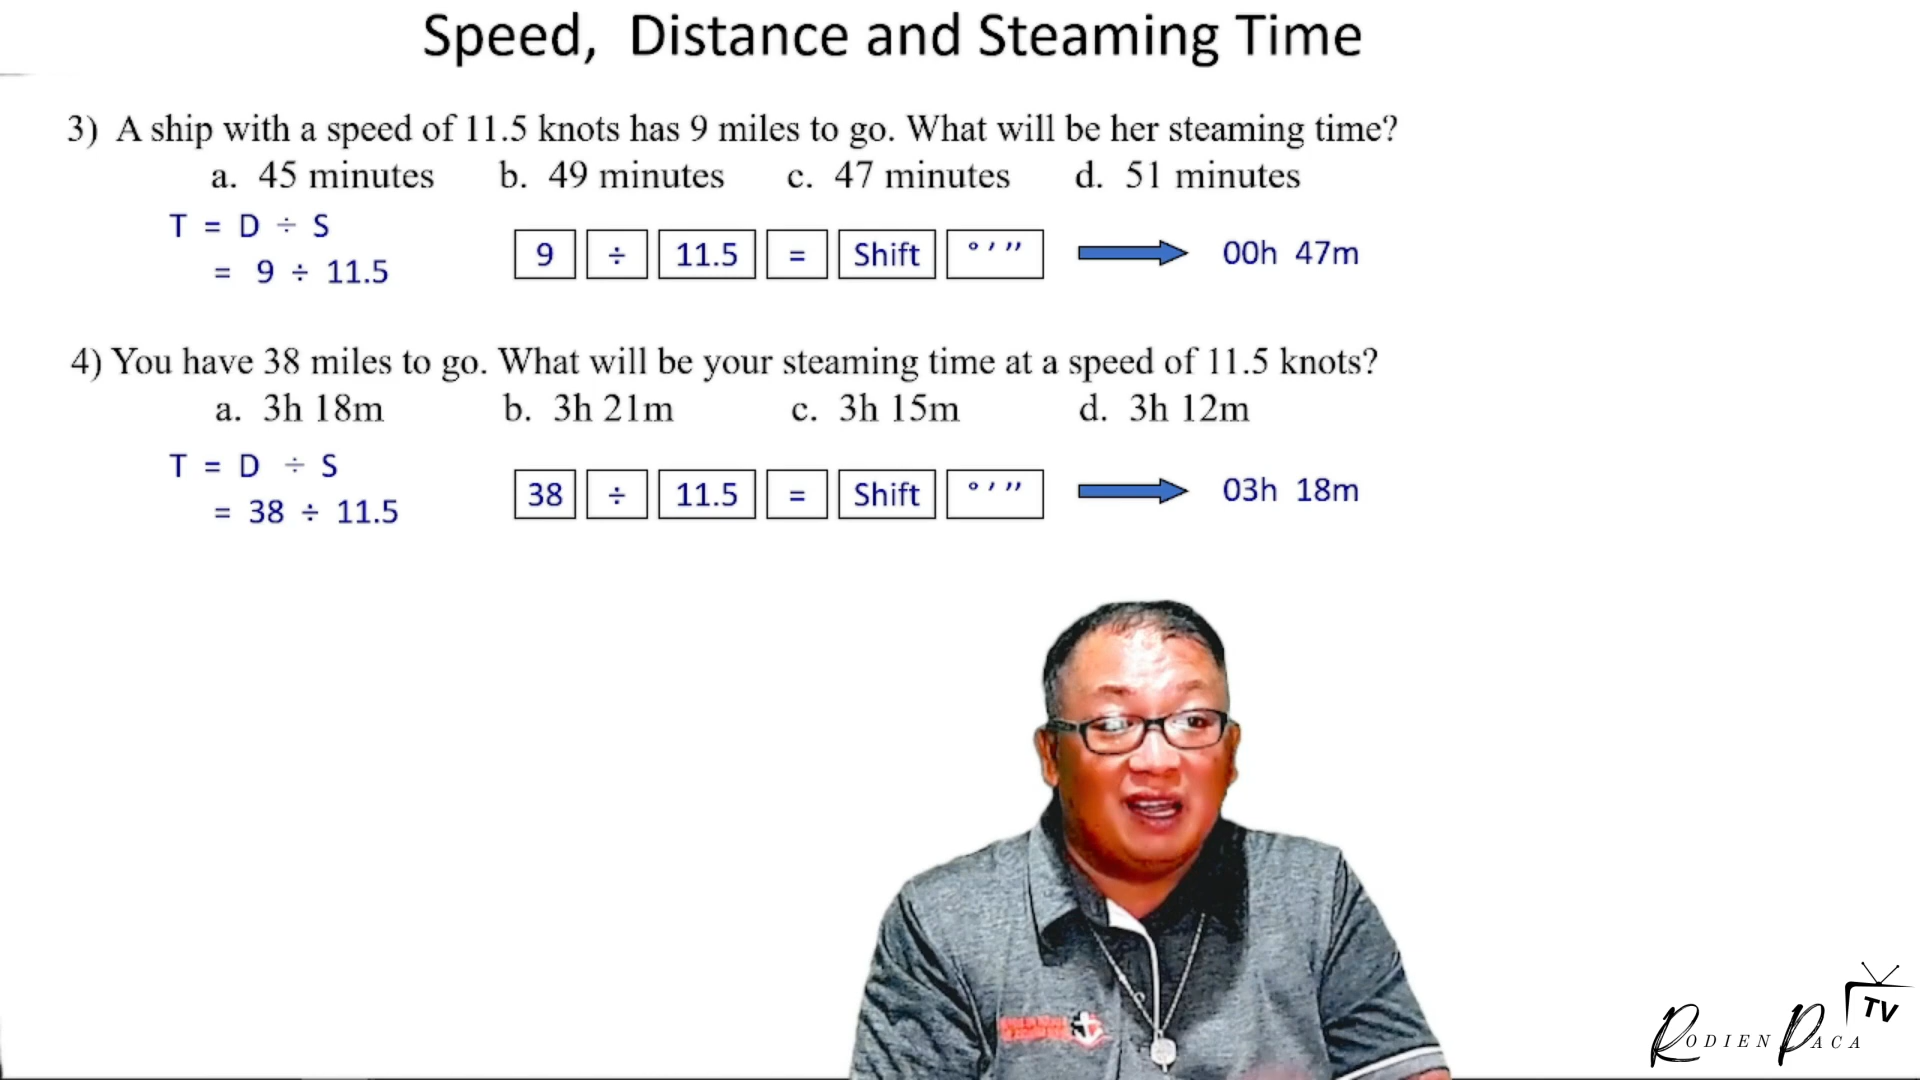 Speed, Distance and Steaming Time
3) A ship with a speed of 11.5 knots has 9 miles to go. What will be her steaming time?
a. 45 minutes b. 49 minutes c. 47 minutes d. 51 minutes
T = D ÷ S
= 9 ÷ 11.5
9 ÷ 11.5 = Shift ° ′ ″ 00h 47m
4) You have 38 miles to go. What will be your steaming time at a speed of 11.5 knots?
a. 3h 18m b. 3h 21m c. 3h 15m d. 3h 12m
T = D ÷ S
= 38 ÷ 11.5
38 ÷ 11.5 = Shift ° ′ ″ 03h 18m
RODIEN PACA TV